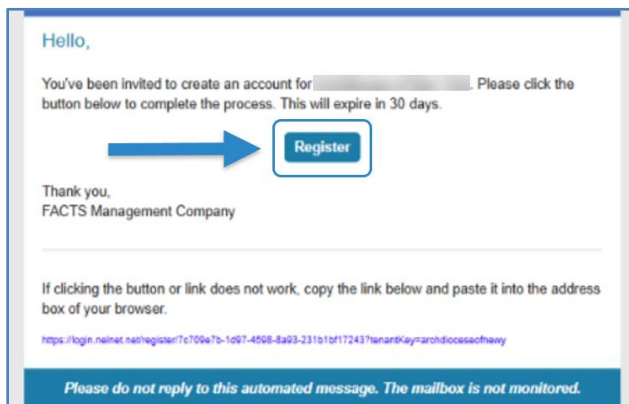 Hello,
You've been invited to create an account for . Please click the
button below to complete the process. This will expire in 30 days.
Register
Thank you,
FACTS Management Company
If clicking the button or link does not work, copy the link below and paste it into the address
box of your browser.
https://login.nelnet.net/register/7c709e7b-1d97-4598-8a93-231b1bf17243?tenantKey=archdioceseofnewy
Please do not reply to this automated message. The mailbox is not monitored.